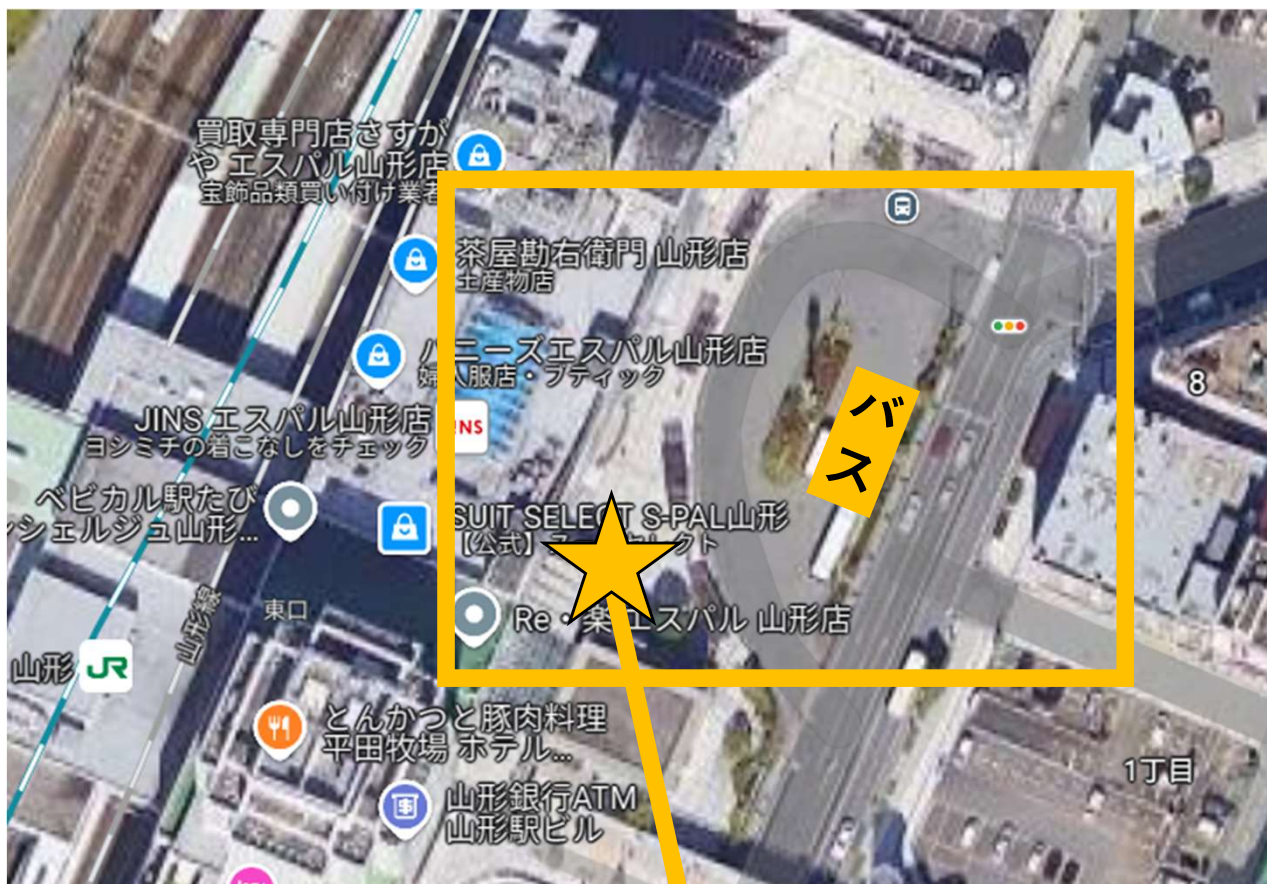 買取専門店さすが
や エスパル山形店
宝飾品類買い付け業者
茶屋勘右衛門 山形店
土産物店
ハニーズエスパル山形店
婦人服店・ブティック
JINS エスパル山形店
ヨシミチの着こなしをチェック
NS
8
バス
ベビカル駅たび
ンシェルジュ山形...
SUIT SELECT S-PAL山形
【公式】
東口
Re・楽エスパル 山形店
山形線
山形 JR
とんかつと豚肉料理
平田牧場 ホテル...
1丁目
山形銀行ATM
山形駅ビル